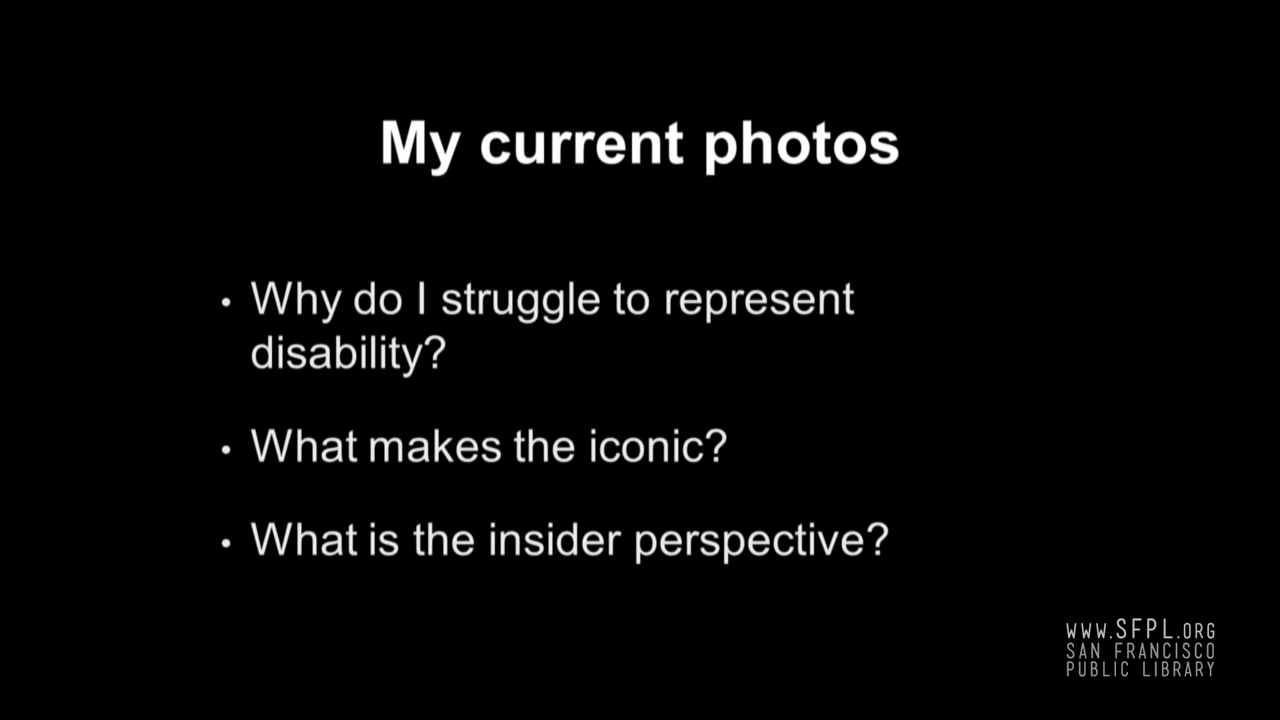 My current photos
• Why do I struggle to represent
disability?
• What makes the iconic?
• What is the insider perspective?
WWW.SFPL.ORG
SAN FRANCISCO
PUBLIC LIBRARY